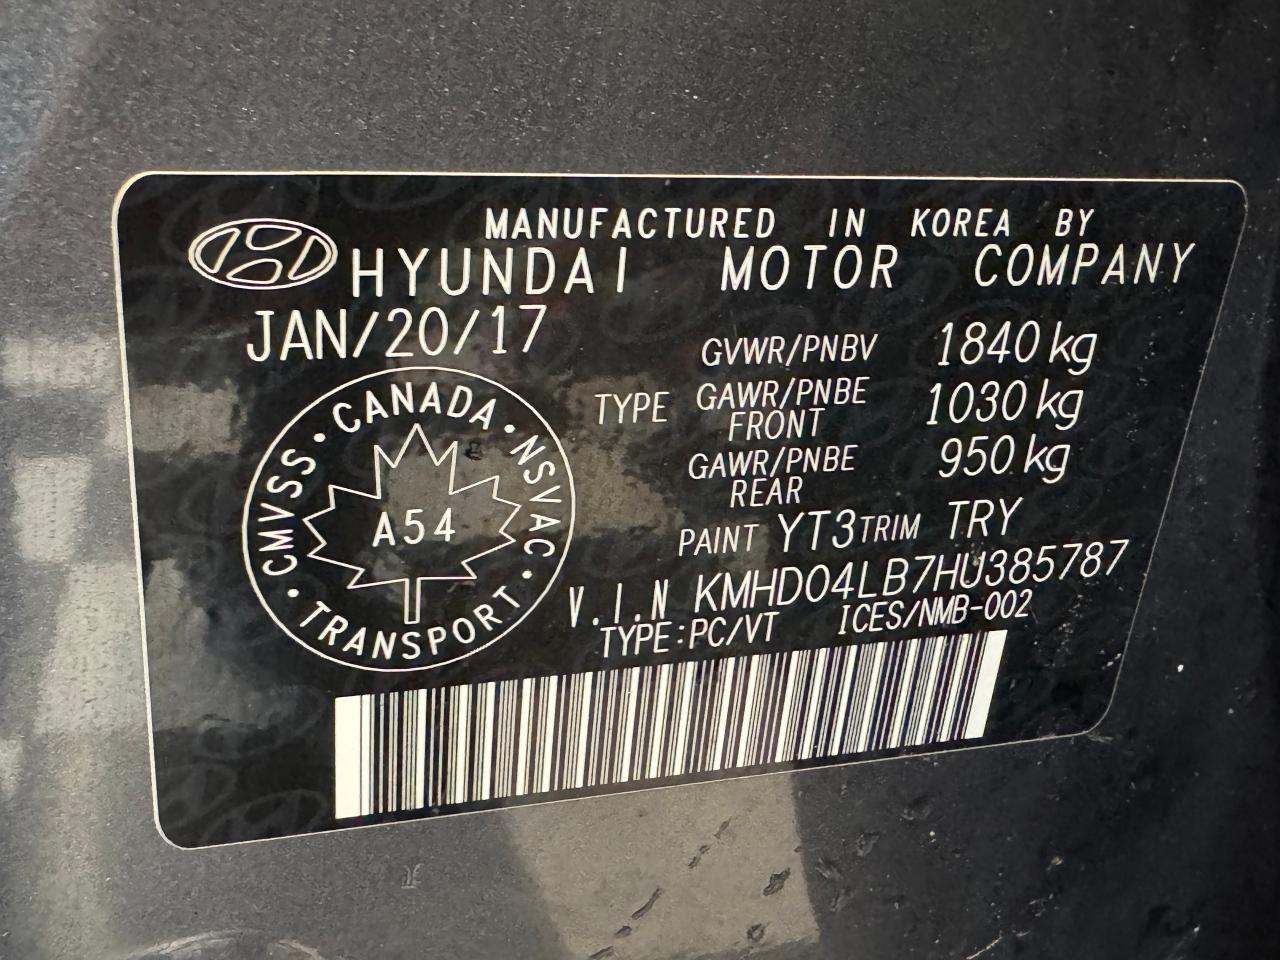 MANUFACTURED IN KOREA BY
HYUNDAI MOTOR COMPANY
JAN/20/17
GVWR/PNBV 1840 kg
TYPE GAWR/PNBE FRONT 1030 kg
GAWR/PNBE REAR 950 kg
PAINT YT3 TRIM TRY
V.I.N KMHD04LB7HU385787
TYPE:PC/VT ICES/NMB-002
CANADA • NSVAC • TRANSPORT • CMVSS •
A54